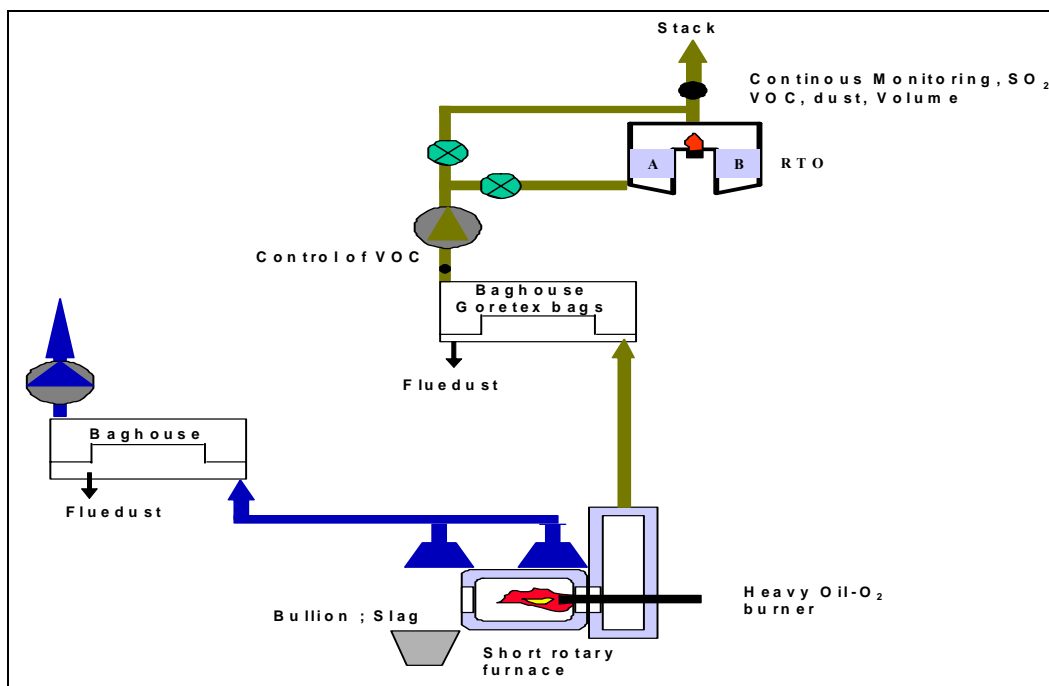 Stack
Continous Monitoring, SO₂
VOC, dust, Volume
A
B
RTO
Control of VOC
Baghouse
Goretex bags
Fluedust
Baghouse
Fluedust
Heavy Oil-O₂
burner
Bullion ; Slag
Short rotary
furnace